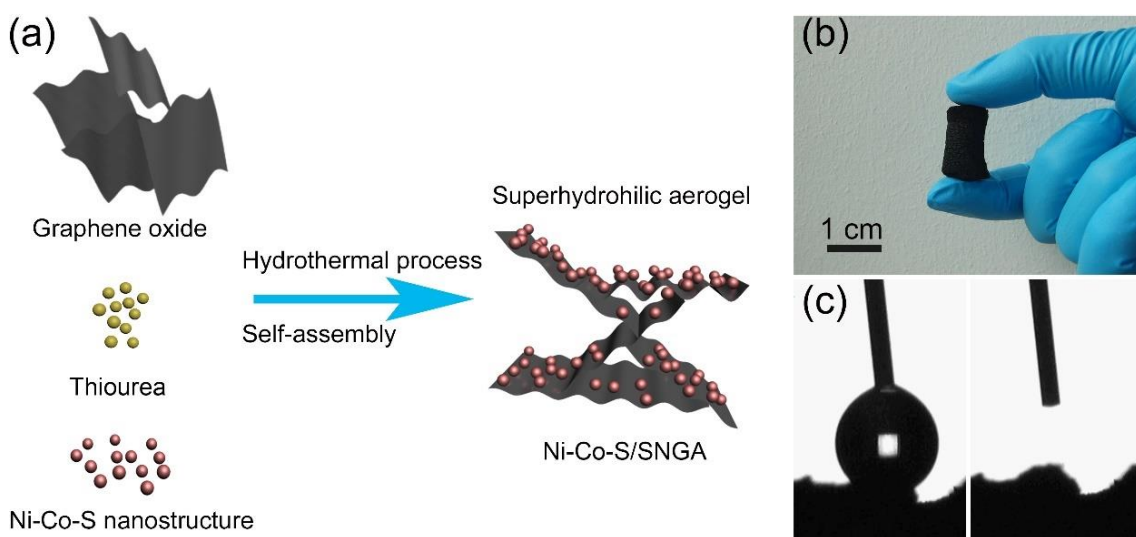 (a)
Graphene oxide
Thiourea
Ni-Co-S nanostructure
Hydrothermal process
Self-assembly
Superhydrohilic aerogel
Ni-Co-S/SNGA
(b)
1 cm
(c)